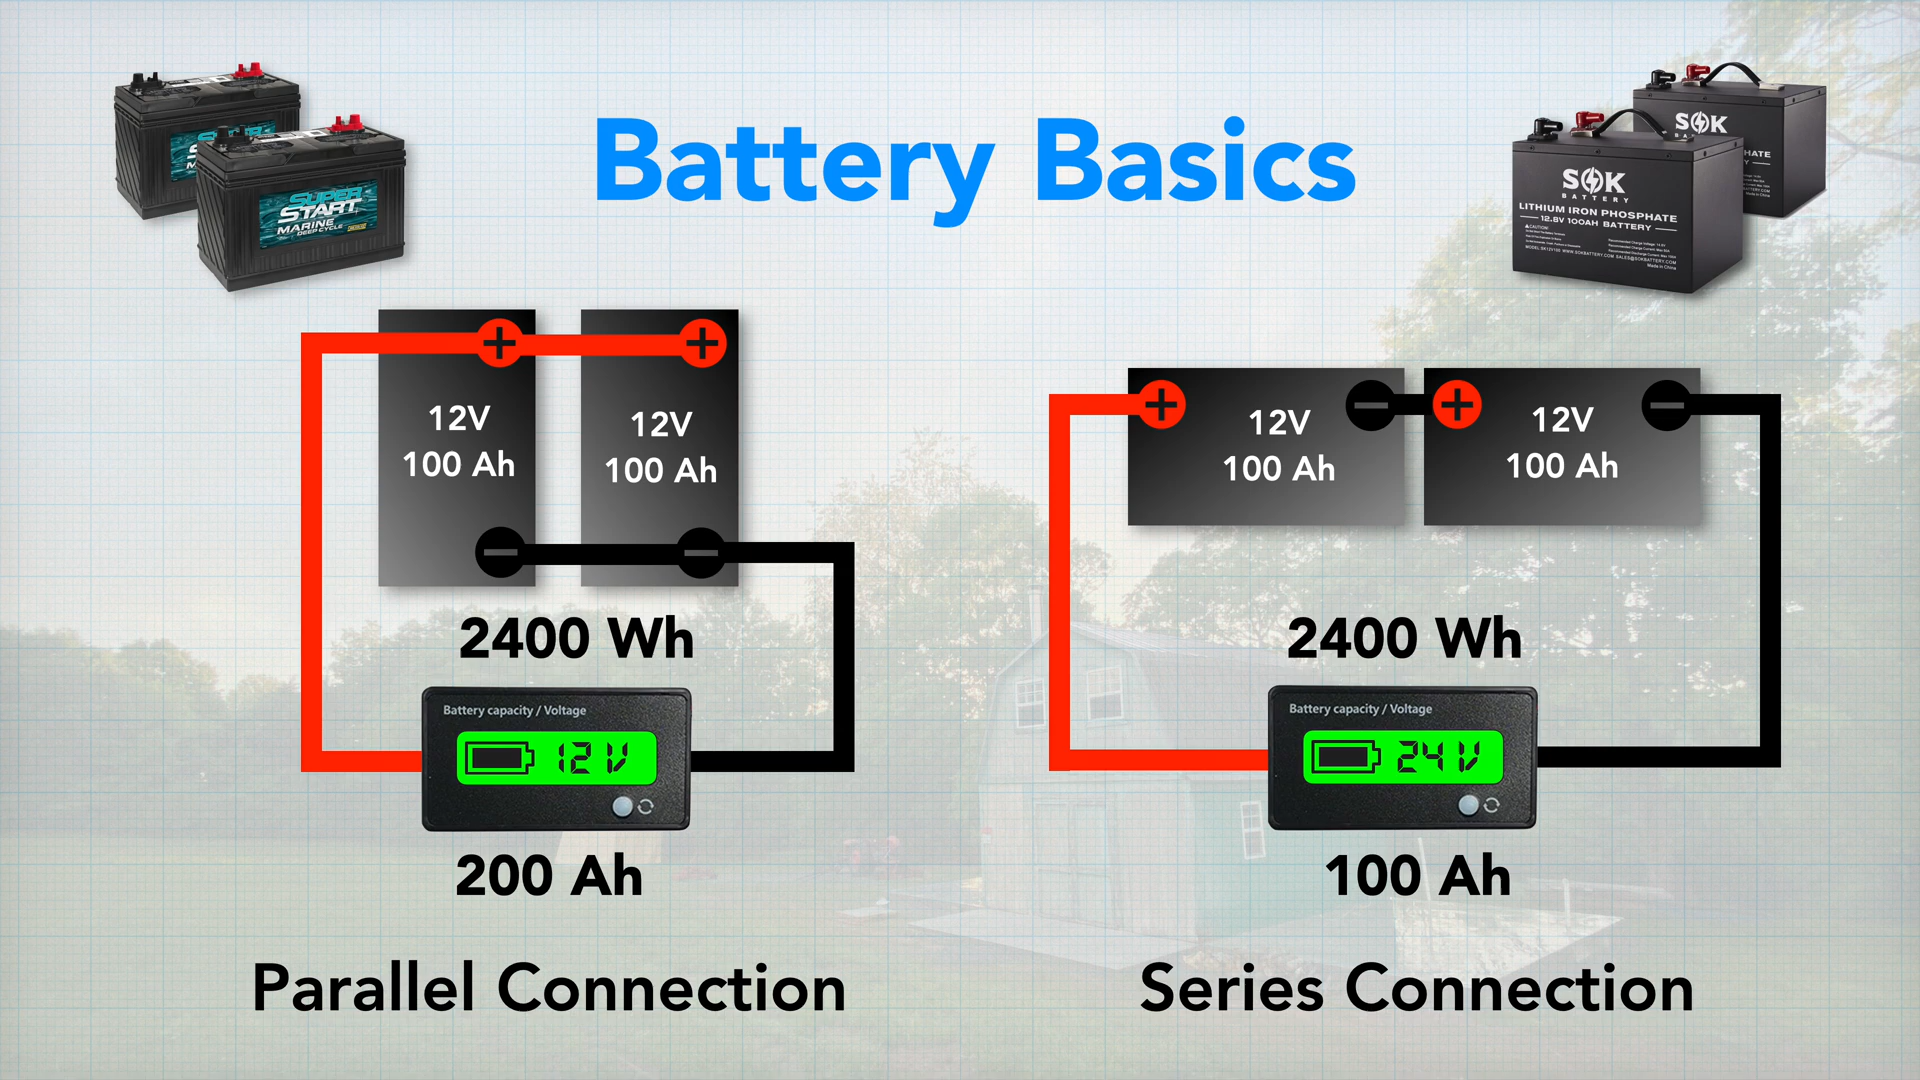 Battery Basics
SUPER
START
MARINE
DEEP CYCLE
SOK
SOK
BATTERY
LITHIUM IRON PHOSPHATE
12.8V 100AH BATTERY
12V
100 Ah
12V
100 Ah
2400 Wh
Battery capacity / Voltage
12V
200 Ah
Parallel Connection
12V
100 Ah
12V
100 Ah
2400 Wh
Battery capacity / Voltage
24V
100 Ah
Series Connection